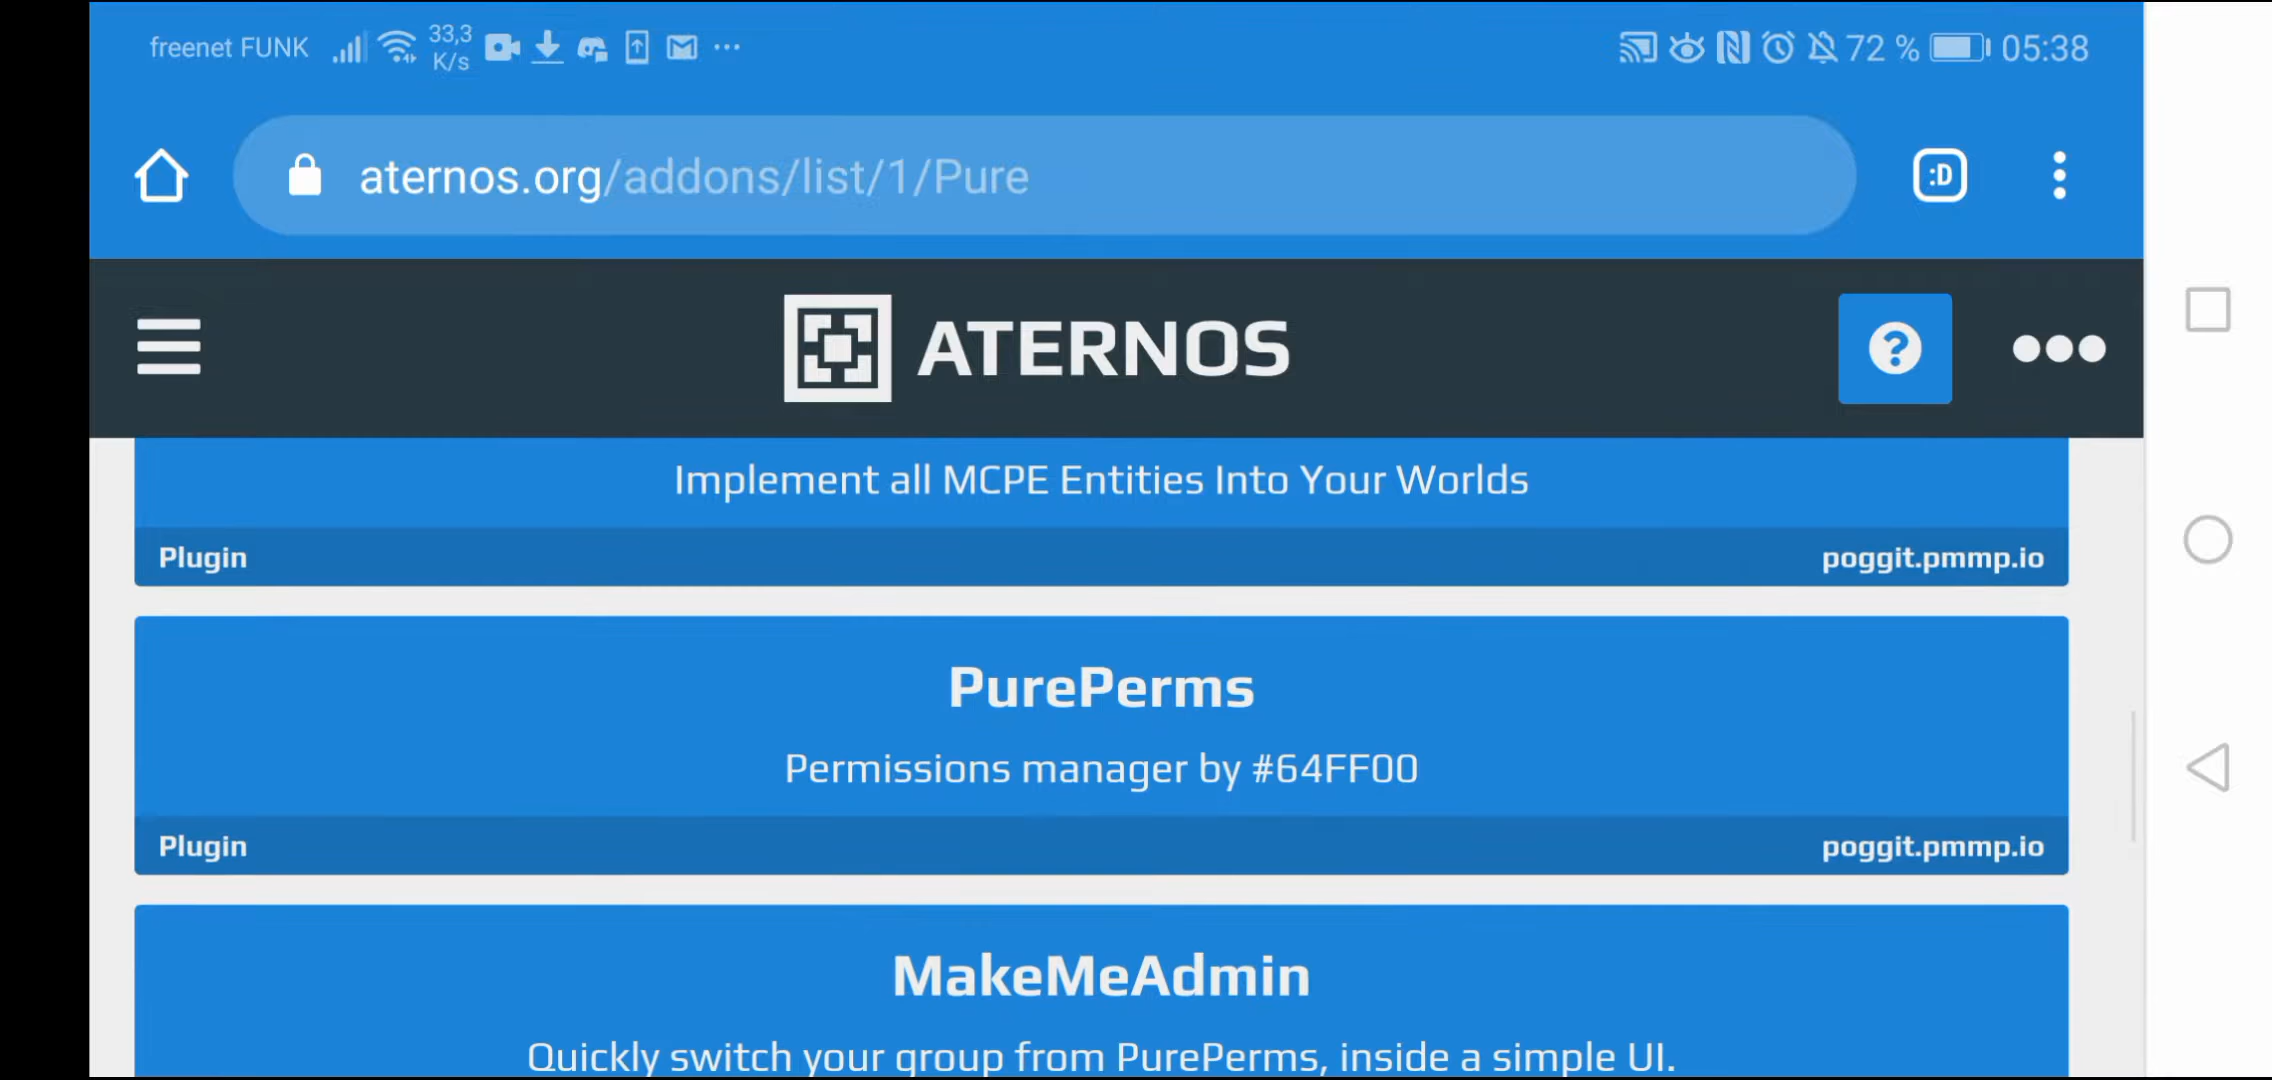 freenet FUNK 33,3 K/s 72 % 05:38
aternos.org/addons/list/1/Pure :D
ATERNOS
Implement all MCPE Entities Into Your Worlds
Plugin poggit.pmmp.io
PurePerms
Permissions manager by #64FF00
Plugin poggit.pmmp.io
MakeMeAdmin
Quickly switch your group from PurePerms, inside a simple UI.